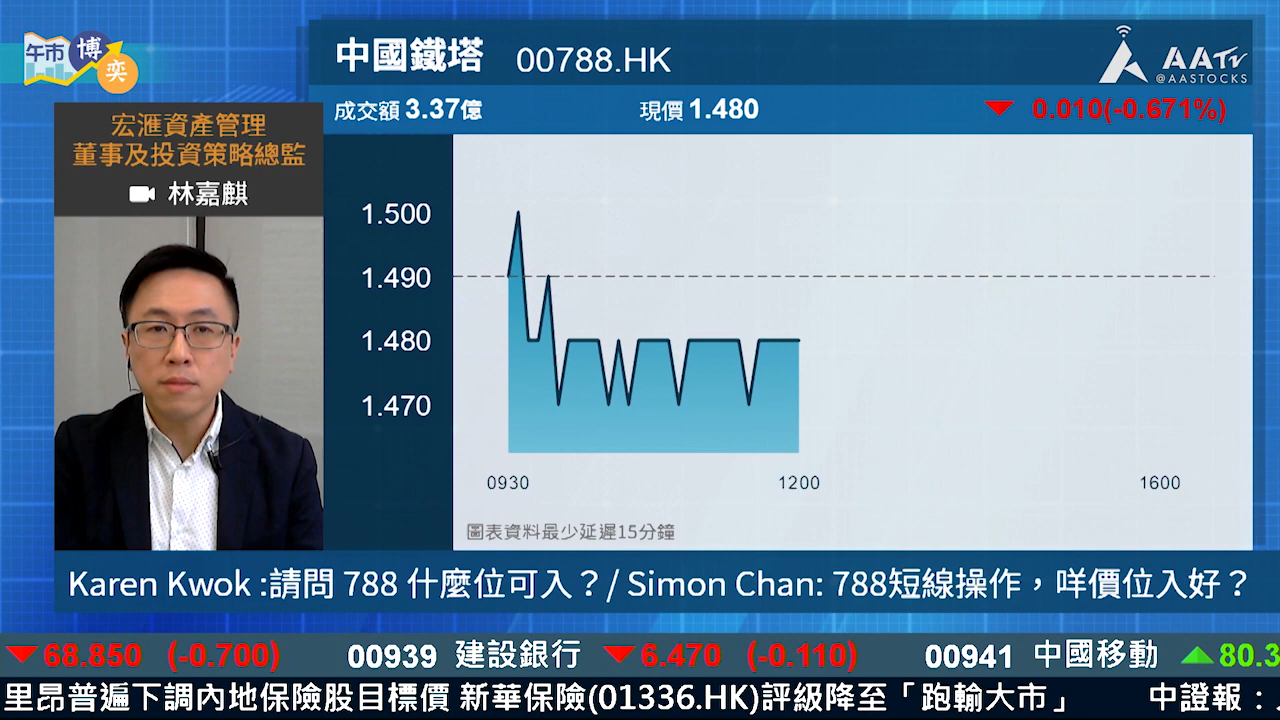 午市
博
奕
中國鐵塔 00788.HK
AATV
@AASTOCKS
成交額 3.37億 現價 1.480 0.010(-0.671%)
宏滙資產管理
董事及投資策略總監
林嘉麒
1.500
1.490
1.480
1.470
0930 1200 1600
圖表資料最少延遲15分鐘
Karen Kwok :請問 788 什麼位可入？/ Simon Chan: 788短線操作，咩價位入好？
68.850 (-0.700) 00939 建設銀行 6.470 (-0.110) 00941 中國移動 80.3
里昂普遍下調內地保險股目標價 新華保險(01336.HK)評級降至「跑輸大市」 中證報：